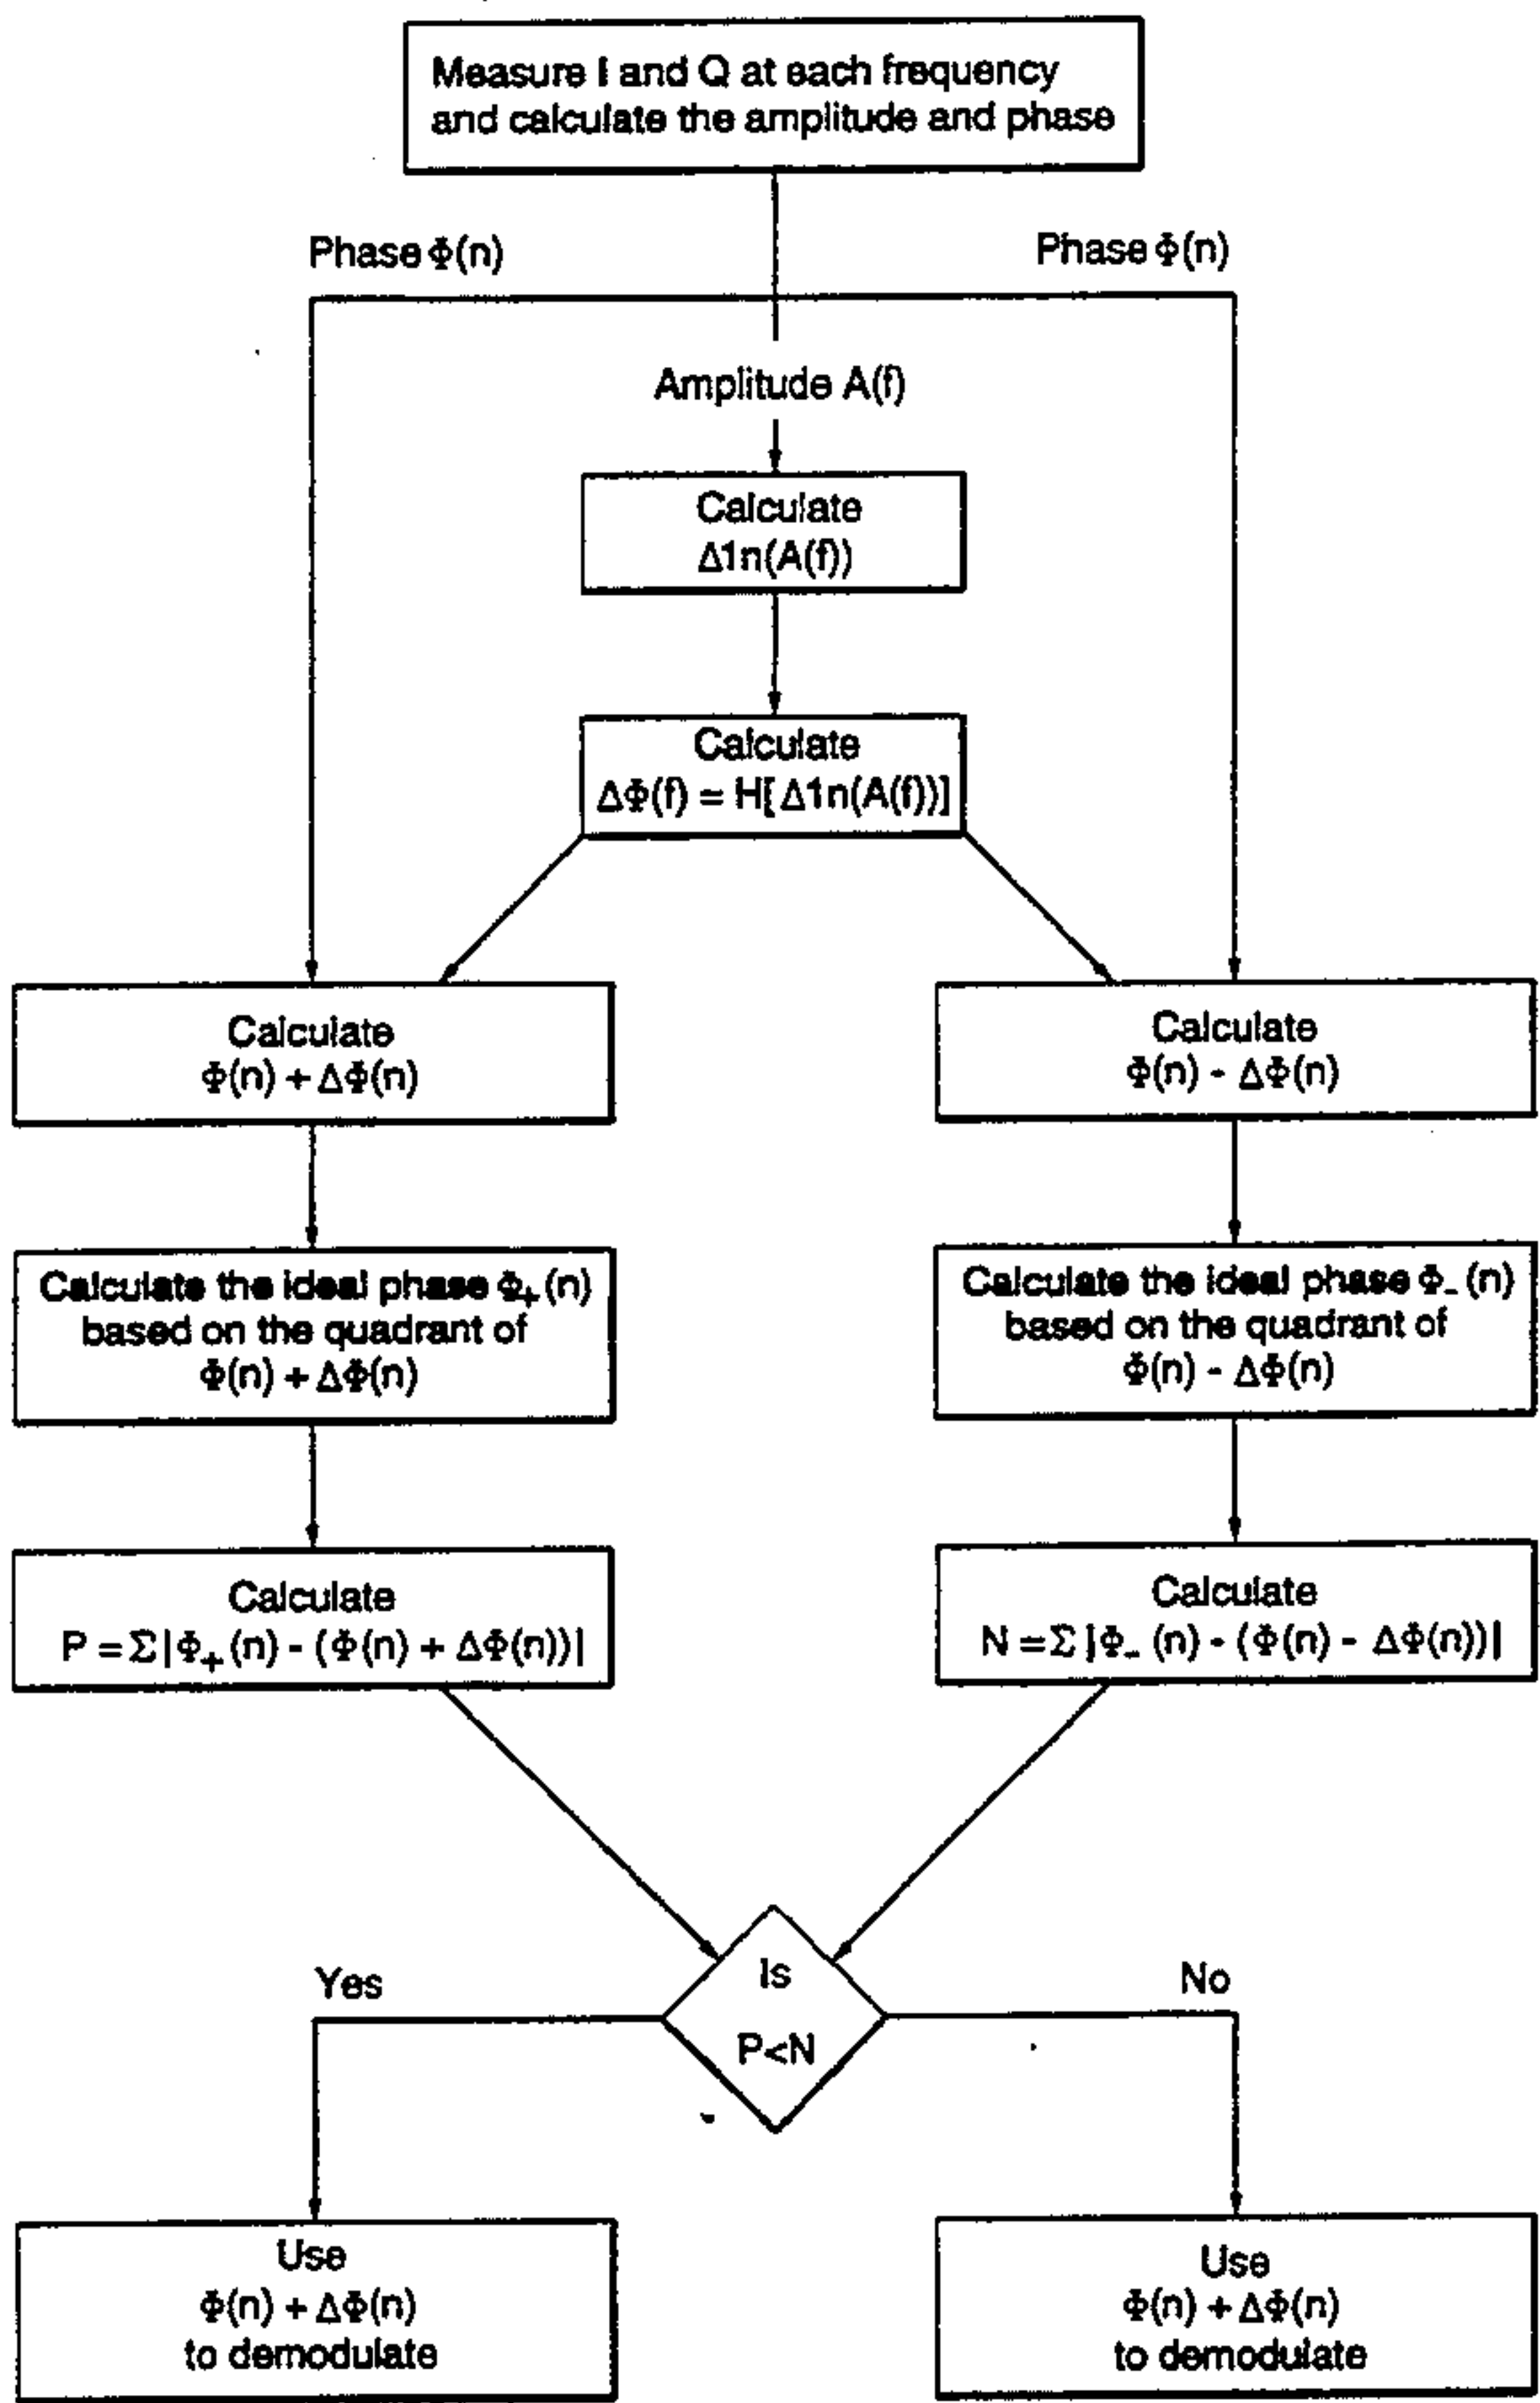 Measure I and Q at each frequency
and calculate the amplitude and phase
Phase Φ(n)
Phase Φ(n)
Amplitude A(f)
Calculate
Δ1n(A(f))
Calculate
ΔΦ(f) = H[Δ1n(A(f))]
Calculate
Φ(n) + ΔΦ(n)
Calculate
Φ(n) - ΔΦ(n)
Calculate the ideal phase Φ₊(n)
based on the quadrant of
Φ(n) + ΔΦ(n)
Calculate the ideal phase Φ₋(n)
based on the quadrant of
Φ(n) - ΔΦ(n)
Calculate
P = Σ|Φ₊(n) - (Φ(n) + ΔΦ(n))|
Calculate
N = Σ|Φ₋(n) - (Φ(n) - ΔΦ(n))|
Is
P<N
Yes
No
Use
Φ(n) + ΔΦ(n)
to demodulate
Use
Φ(n) + ΔΦ(n)
to demodulate